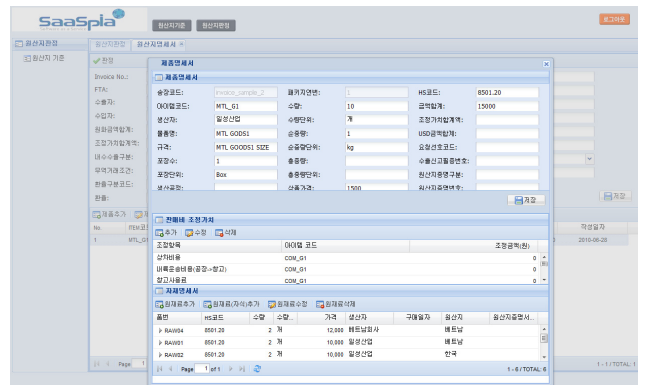 SaaSpia
원산지기준 원산지판정
로그아웃
원산지판정
원산지판정 원산지명세서
원산지 기준
판정
Invoice No.:
FTA:
수출자:
수입자:
원화금액합계:
조정가치합계액:
내수수출구분:
무역거래조건:
환율구분코드:
환율:
저장
제품추가
No. ITEM코
작성일자
1 MTL_G1
2010-06-28
Page 1
1 - 1 / TOTAL: 1
제품명세서
제품명세서
송장코드: Invoice_sample_2 패키지연번: 1 HS코드: 8501.20
아이템코드: MTL_G1 수량: 10 금액합계: 15000
생산자: 일성산업 수량단위: 개 조정가치합계액:
물품명: MTL GODS1 순중량: 1 USD금액합계:
규격: MTL GOODS1 SIZE 순중량단위: kg 요청선호코드:
포장수: 1 총중량: 수출신고필증번호:
포장단위: Box 총중량단위: 원산지증명구분:
생산공정: 상품가격: 1500 원산지증명번호:
저장
판매비 조정가치
추가 수정 삭제
조정항목 아이템 코드 조정금액(원)
상차비용 COM_G1 0
내륙운송비용(공장->창고) COM_G1 0
창고사용료 COM_G1 0
자재명세서
원재료추가 원재료(자식)추가 원재료수정 원재료삭제
품번 HS코드 수량 수량... 가격 생산자 구매일자 원산지 원산지증명서...
RAW04 8501.20 2 개 12,000 베트남회사 베트남
RAW01 8501.20 2 개 10,000 일성산업 베트남
RAW02 8501.20 2 개 10,000 일성산업 한국
Page 1 of 1
1 - 6 / TOTAL: 6